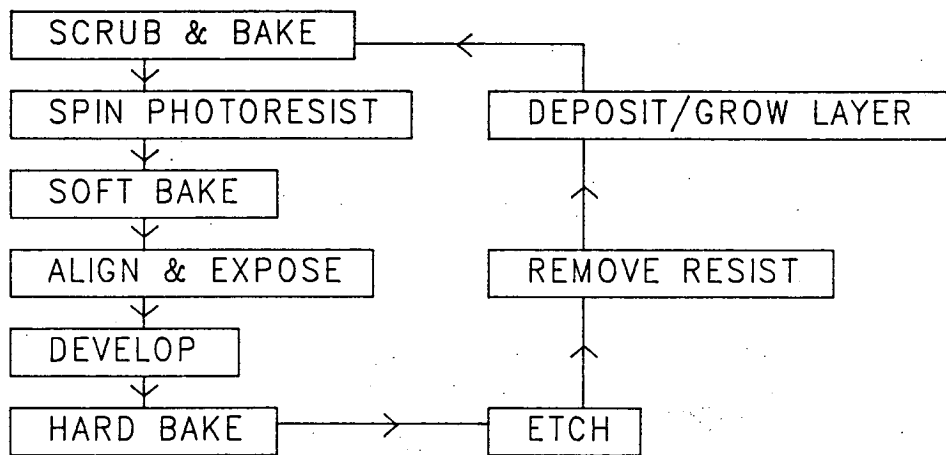 SCRUB & BAKE
SPIN PHOTORESIST
SOFT BAKE
ALIGN & EXPOSE
DEVELOP
HARD BAKE
ETCH
REMOVE RESIST
DEPOSIT/GROW LAYER